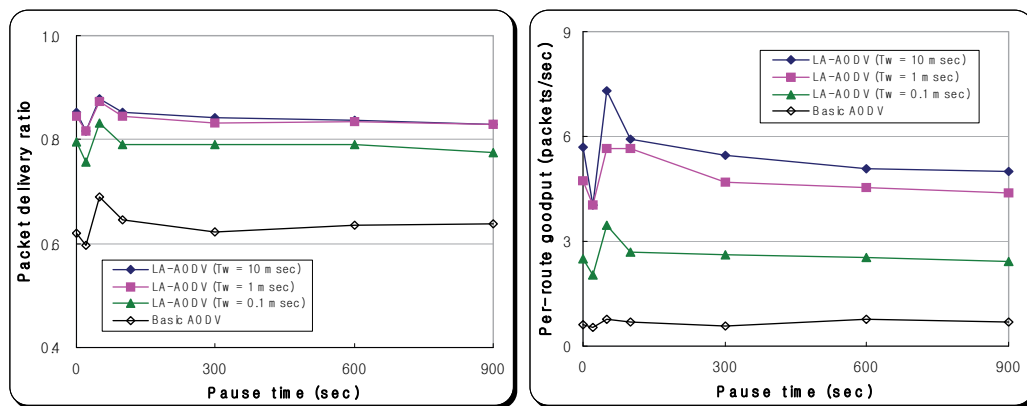 1.0
0.8
0.6
0.4
Packet delivery ratio
LA-AODV (Tw = 10 msec)
LA-AODV (Tw = 1 msec)
LA-AODV (Tw = 0.1 msec)
Basic AODV
0 300 600 900
Pause time (sec)
9
6
3
0
Per-route goodput (packets/sec)
LA-AODV (Tw = 10 msec)
LA-AODV (Tw = 1 msec)
LA-AODV (Tw = 0.1 msec)
Basic AODV
0 300 600 900
Pause time (sec)